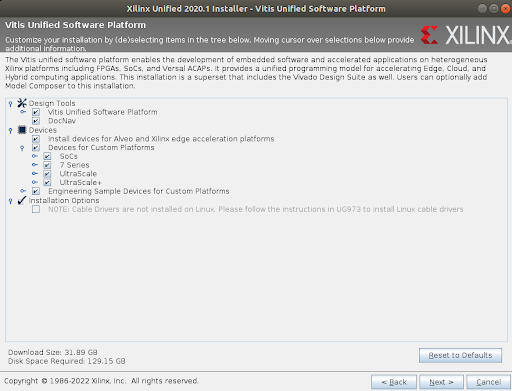 Xilinx Unified 2020.1 Installer - Vitis Unified Software Platform
Vitis Unified Software Platform
Customize your installation by (de)selecting items in the tree below. Moving cursor over selections below provide
additional information.
XILINX
The Vitis unified software platform enables the development of embedded software and accelerated applications on heterogeneous
Xilinx platforms including FPGAs, SoCs, and Versal ACAPs. It provides a unified programming model for accelerating Edge, Cloud, and
Hybrid computing applications. This installation is a superset that includes the Vivado Design Suite as well. Users can optionally add
Model Composer to this installation.
Design Tools
Vitis Unified Software Platform
DocNav
Devices
Install devices for Alveo and Xilinx edge acceleration platforms
Devices for Custom Platforms
SoCs
7 Series
UltraScale
UltraScale+
Engineering Sample Devices for Custom Platforms
Installation Options
NOTE: Cable Drivers are not installed on Linux. Please follow the instructions in UG973 to install Linux cable drivers
Download Size: 31.89 GB
Disk Space Required: 129.15 GB
Reset to Defaults
Copyright © 1986-2022 Xilinx, Inc. All rights reserved.
< Back
Next >
Cancel